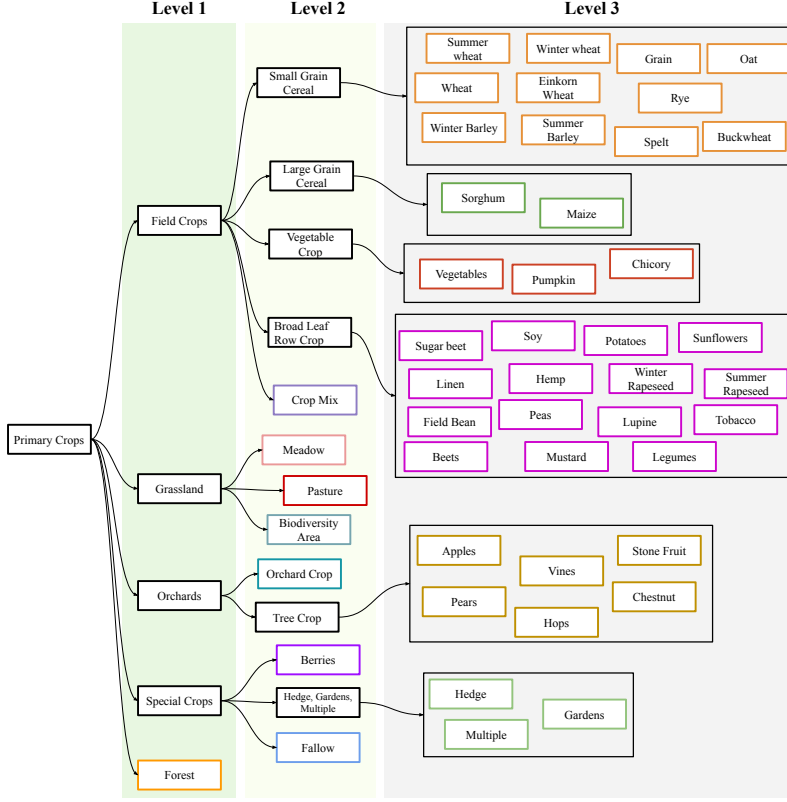 Level 1
Level 2
Level 3
Primary Crops
Field Crops
Grassland
Orchards
Special Crops
Forest
Small Grain
Cereal
Large Grain
Cereal
Vegetable
Crop
Broad Leaf
Row Crop
Crop Mix
Meadow
Pasture
Biodiversity
Area
Orchard Crop
Tree Crop
Berries
Hedge, Gardens,
Multiple
Fallow
Summer
wheat
Winter wheat
Grain
Oat
Wheat
Einkorn
Wheat
Rye
Winter Barley
Summer
Barley
Spelt
Buckwheat
Sorghum
Maize
Vegetables
Pumpkin
Chicory
Sugar beet
Soy
Potatoes
Sunflowers
Linen
Hemp
Winter
Rapeseed
Summer
Rapeseed
Field Bean
Peas
Lupine
Tobacco
Beets
Mustard
Legumes
Apples
Vines
Stone Fruit
Pears
Hops
Chestnut
Hedge
Multiple
Gardens